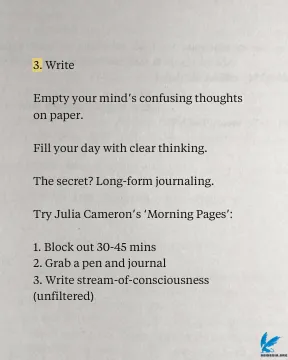 3. Write
Empty your mind's confusing thoughts
on paper.
Fill your day with clear thinking.
The secret? Long-form journaling.
Try Julia Cameron's ‘Morning Pages’:
1. Block out 30-45 mins
2. Grab a pen and journal
3. Write stream-of-consciousness
(unfiltered)